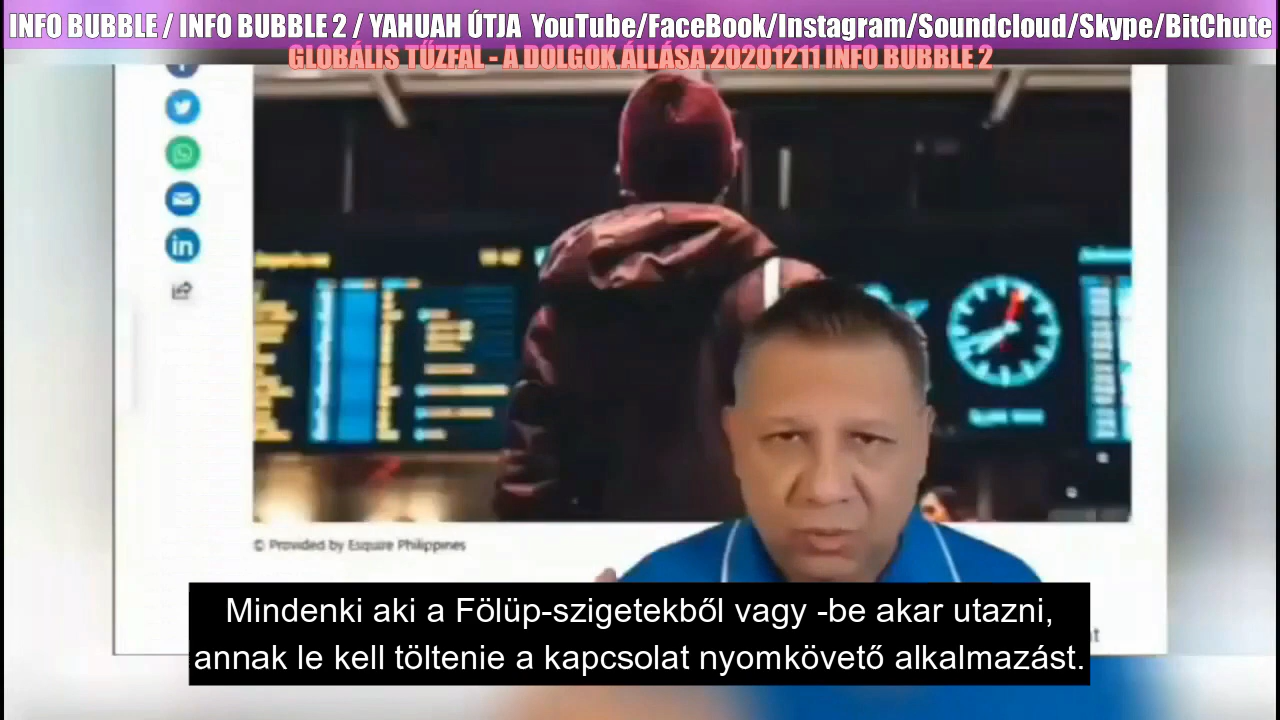 INFO BUBBLE / INFO BUBBLE 2 / YAHUAH ÚTJA YouTube/FaceBook/Instagram/Soundcloud/Skype/BitChute
GLOBÁLIS TŰZFAL - A DOLGOK ÁLLÁSA 20201211 INFO BUBBLE 2
in
© Provided by Esquire Philippines
Mindenki aki a Fölüp-szigetekből vagy -be akar utazni,
annak le kell töltenie a kapcsolat nyomkövető alkalmazást.